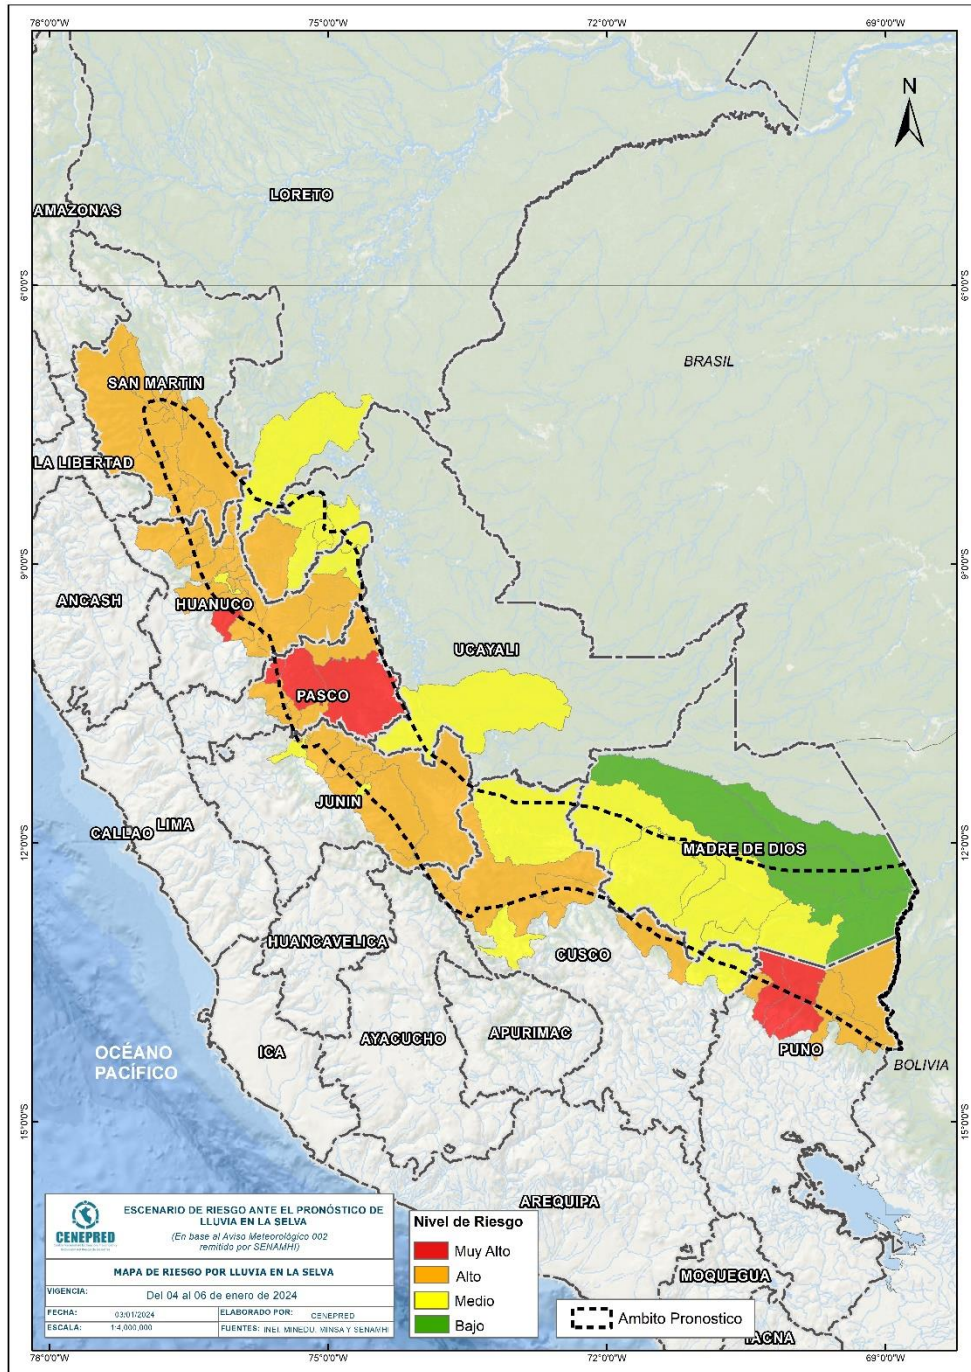 78°0'0"W
75°0'0"W
72°0'0"W
69°0'0"W
N
LORETO
AMAZONAS
6°0'0"S
6°0'0"S
BRASIL
SAN MARTIN
LA LIBERTAD
9°0'0"S
9°0'0"S
ANCASH
HUANUCO
UCAYALI
PASCO
JUNIN
LIMA
CALLAO
12°0'0"S
12°0'0"S
MADRE DE DIOS
HUANCAVELICA
CUSCO
AYACUCHO
APURIMAC
ICA
PUNO
BOLIVIA
OCÉANO
PACÍFICO
15°0'0"S
15°0'0"S
AREQUIPA
MOQUEGUA
TACNA
CENEPRED
ESCENARIO DE RIESGO ANTE EL PRONÓSTICO DE
LLUVIA EN LA SELVA
(En base al Aviso Meteorológico 002
remitido por SENAMHI)
MAPA DE RIESGO POR LLUVIA EN LA SELVA
VIGENCIA: Del 04 al 06 de enero de 2024
FECHA: 03/01/2024 ELABORADO POR: CENEPRED
ESCALA: 1:4,000,000 FUENTES: INEI, MINEDU, MINSA Y SENAMHI
Nivel de Riesgo
Muy Alto
Alto
Medio
Bajo
Ambito Pronostico
78°0'0"W
75°0'0"W
72°0'0"W
69°0'0"W